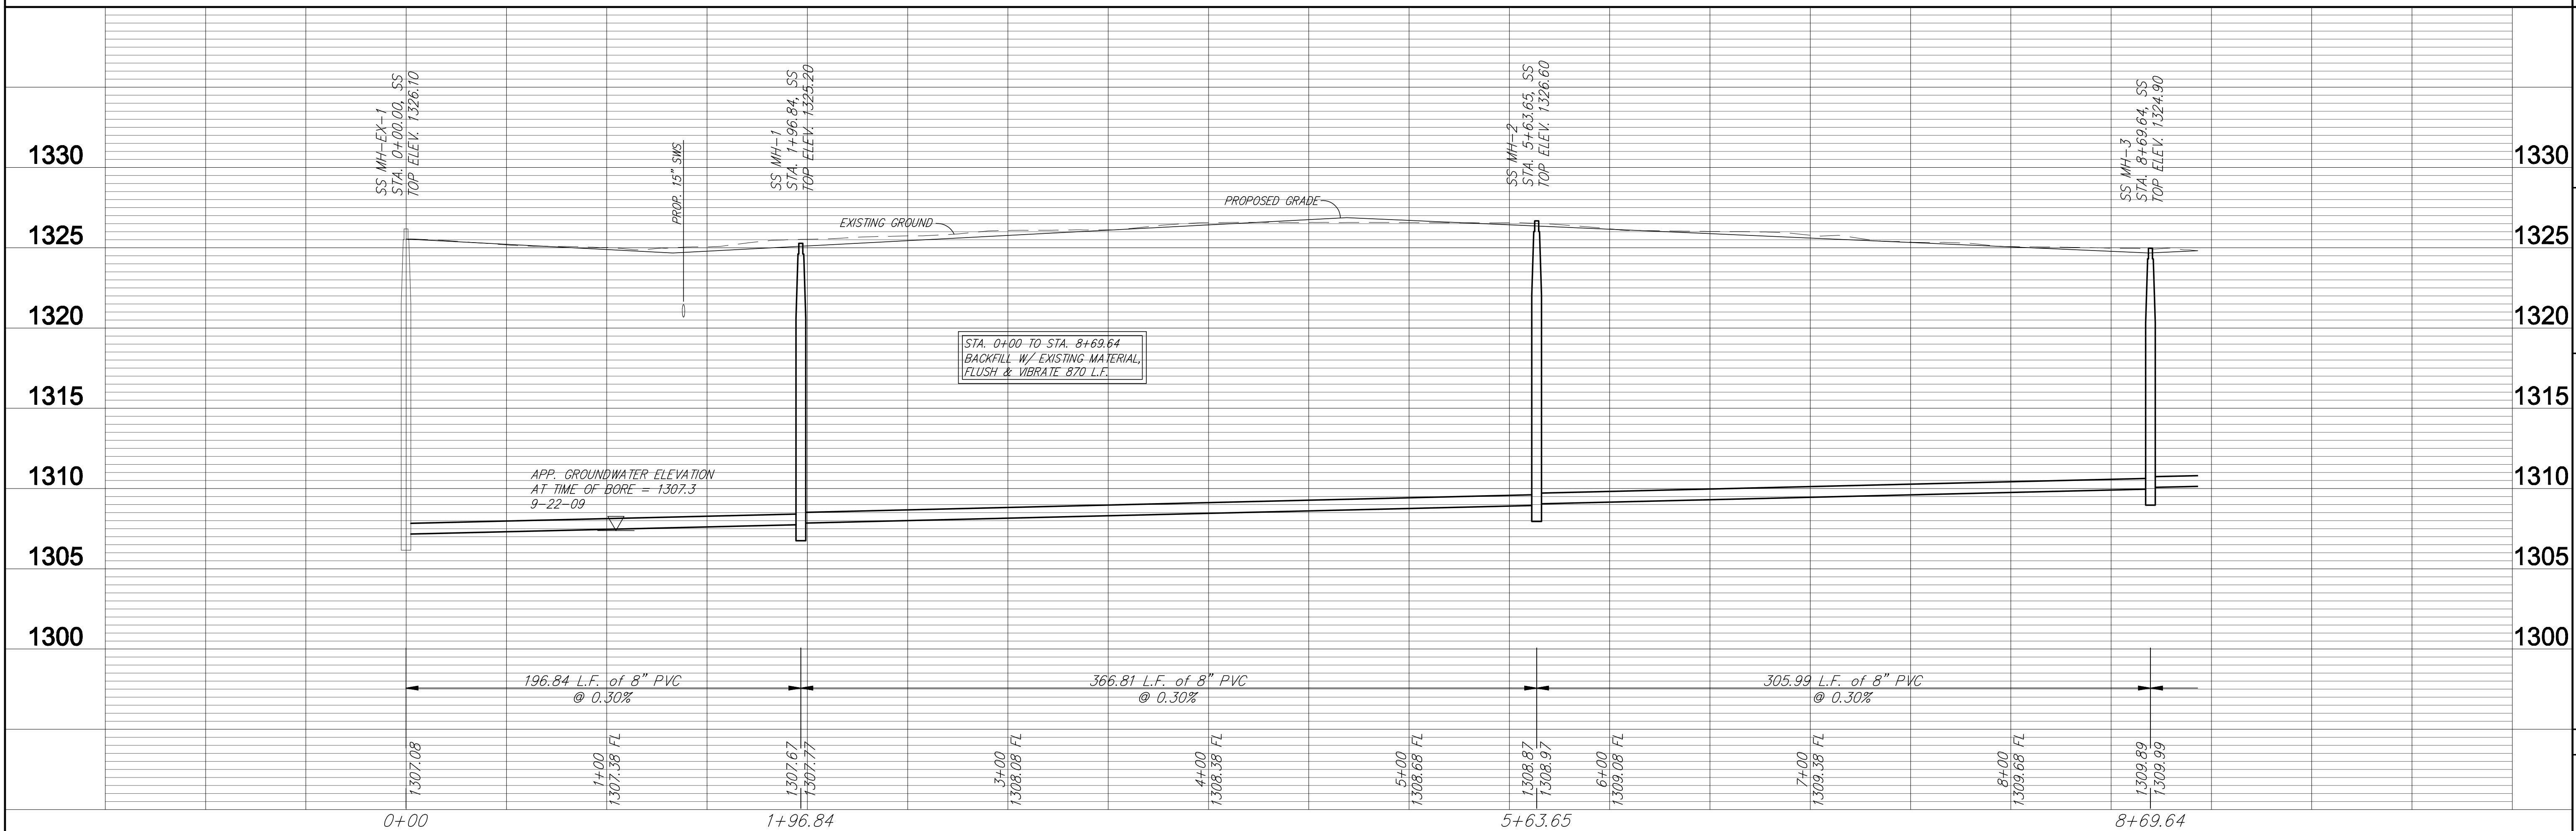 SS MH-EX-1
STA. 0+00.00, SS
TOP ELEV. 1326.10
PROP. 15" SWS
SS MH-1
STA. 1+96.84, SS
TOP ELEV. 1325.20
SS MH-2
STA. 5+63.65, SS
TOP ELEV. 1326.60
SS MH-3
STA. 8+69.64, SS
TOP ELEV. 1324.90
1330
1330
EXISTING GROUND
PROPOSED GRADE
1325
1325
1320
1320
STA. 0+00 TO STA. 8+69.64
BACKFILL W/ EXISTING MATERIAL,
FLUSH & VIBRATE 870 L.F.
1315
1315
1310
1310
APP. GROUNDWATER ELEVATION
AT TIME OF BORE = 1307.3
9-22-09
1305
1305
1300
1300
196.84 L.F. of 8" PVC
@ 0.30%
366.81 L.F. of 8" PVC
@ 0.30%
305.99 L.F. of 8" PVC
@ 0.30%
1307.08
1+00
1307.38 FL
1307.67
1307.77
3+00
1308.08 FL
4+00
1308.38 FL
5+00
1308.68 FL
1308.87
1308.97
6+00
1309.08 FL
7+00
1309.38 FL
8+00
1309.68 FL
1309.89
1309.99
0+00
1+96.84
5+63.65
8+69.64